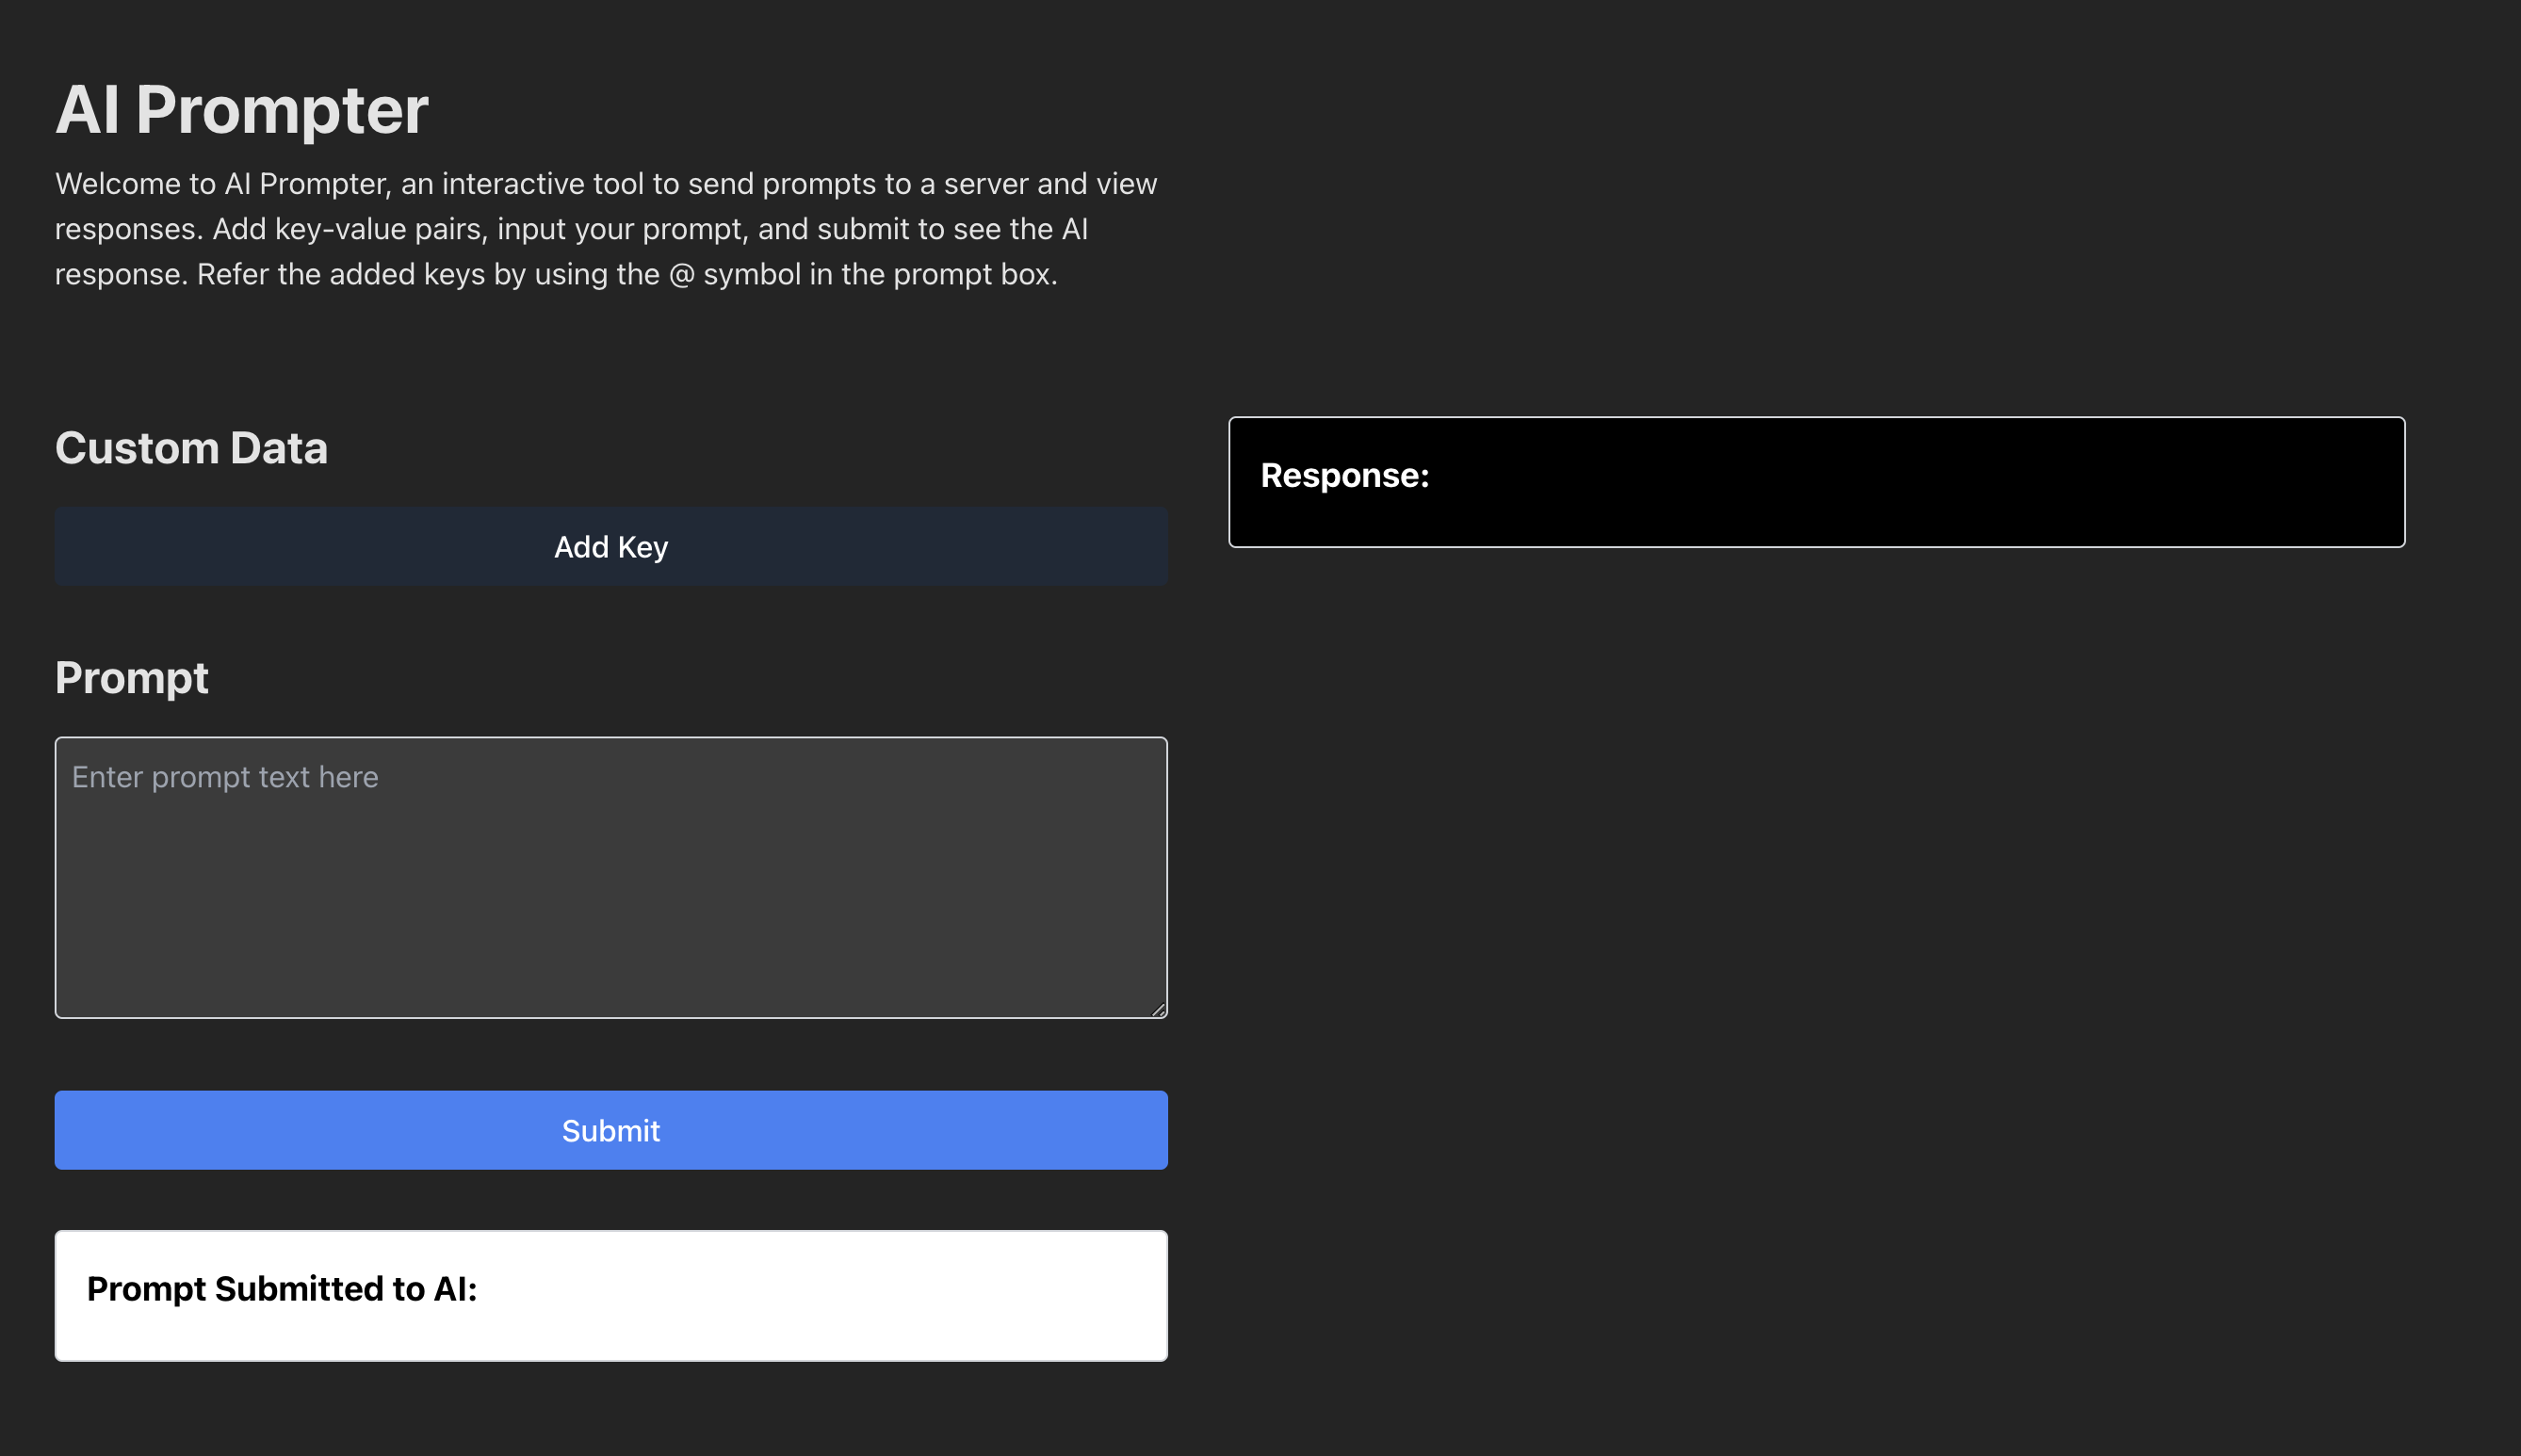 AI Prompter
Welcome to AI Prompter, an interactive tool to send prompts to a server and view
responses. Add key-value pairs, input your prompt, and submit to see the AI
response. Refer the added keys by using the @ symbol in the prompt box.
Custom Data
Add Key
Prompt
Enter prompt text here
Submit
Prompt Submitted to AI:
Response: